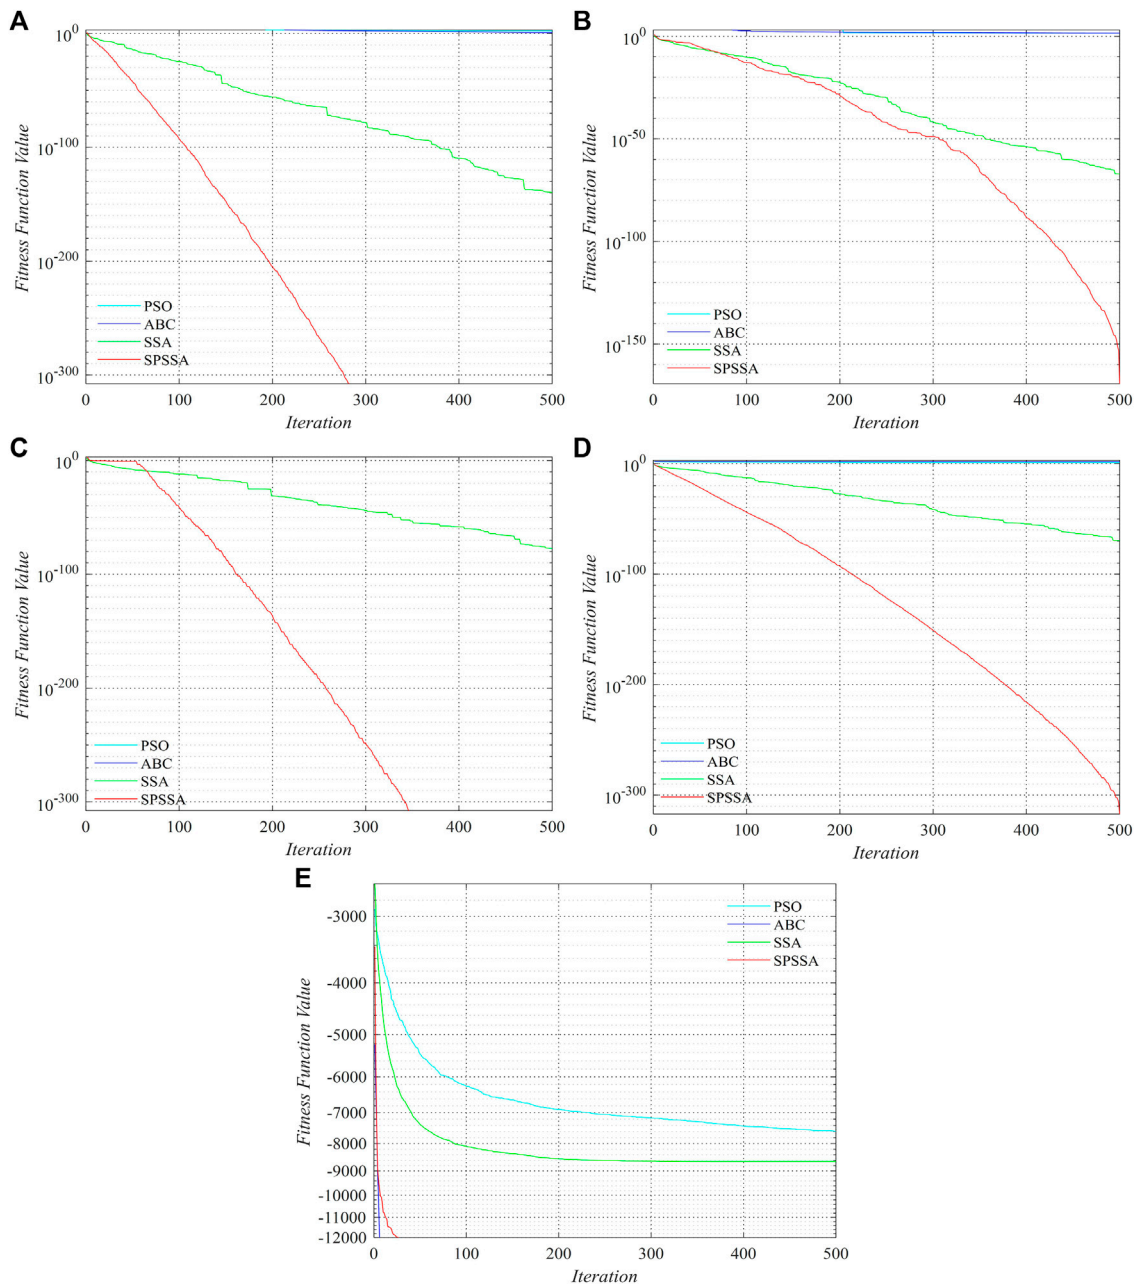 A
Fitness Function Value
10^0
10^-100
10^-200
10^-300
PSO
ABC
SSA
SPSSA
0 100 200 300 400 500
Iteration
B
Fitness Function Value
10^0
10^-50
10^-100
10^-150
PSO
ABC
SSA
SPSSA
0 100 200 300 400 500
Iteration
C
Fitness Function Value
10^0
10^-100
10^-200
10^-300
PSO
ABC
SSA
SPSSA
0 100 200 300 400 500
Iteration
D
Fitness Function Value
10^0
10^-100
10^-200
10^-300
PSO
ABC
SSA
SPSSA
0 100 200 300 400 500
Iteration
E
Fitness Function Value
-3000
-4000
-5000
-6000
-7000
-8000
-9000
-10000
-11000
-12000
PSO
ABC
SSA
SPSSA
0 100 200 300 400 500
Iteration